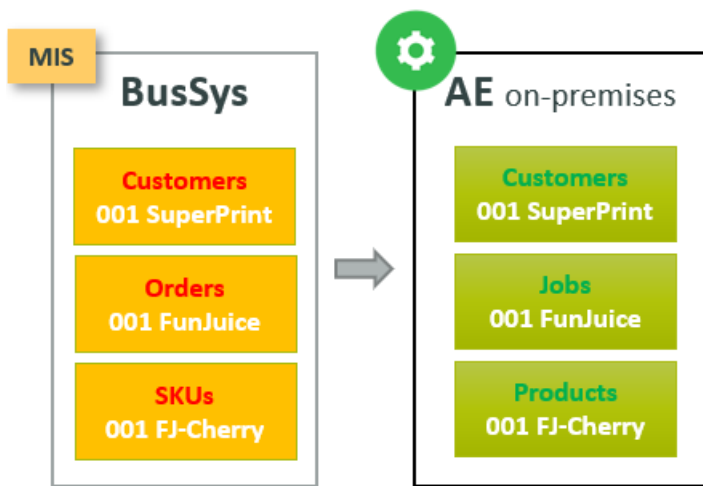 MIS
BusSys
Customers
001 SuperPrint
Orders
001 FunJuice
SKUs
001 FJ-Cherry
AE on-premises
Customers
001 SuperPrint
Jobs
001 FunJuice
Products
001 FJ-Cherry